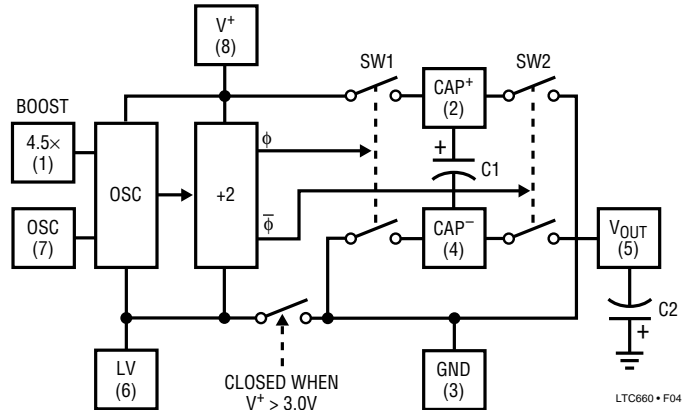 V+
(8)
SW1
SW2
BOOST
4.5×
(1)
OSC
(7)
OSC
+2
ϕ
ϕ̅
CAP+
(2)
+
C1
CAP−
(4)
VOUT
(5)
C2
+
LV
(6)
CLOSED WHEN
V+ > 3.0V
GND
(3)
LTC660 • F04